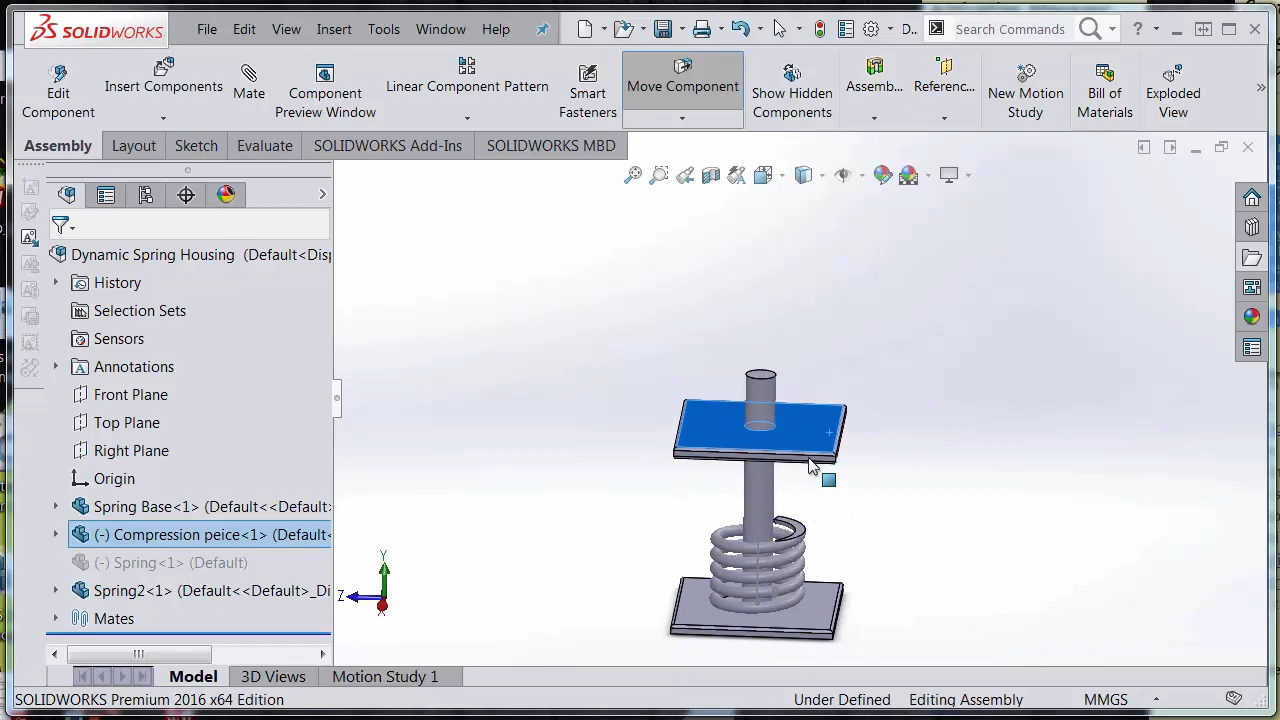 SOLIDWORKS File Edit View Insert Tools Window Help D.. Search Commands ?
Edit Component
Insert Components
Mate
Component Preview Window
Linear Component Pattern
Smart Fasteners
Move Component
Show Hidden Components
Assemb...
Referenc...
New Motion Study
Bill of Materials
Exploded View
Assembly Layout Sketch Evaluate SOLIDWORKS Add-Ins SOLIDWORKS MBD
Dynamic Spring Housing (Default<Disp
History
Selection Sets
Sensors
A Annotations
Front Plane
Top Plane
Right Plane
Origin
Spring Base<1> (Default<<Default>
(-) Compression peice<1> (Default<
(-) Spring<1> (Default)
Spring2<1> (Default<<Default>_Di
Mates
Y
Z
X
Model 3D Views Motion Study 1
SOLIDWORKS Premium 2016 x64 Edition Under Defined Editing Assembly MMGS